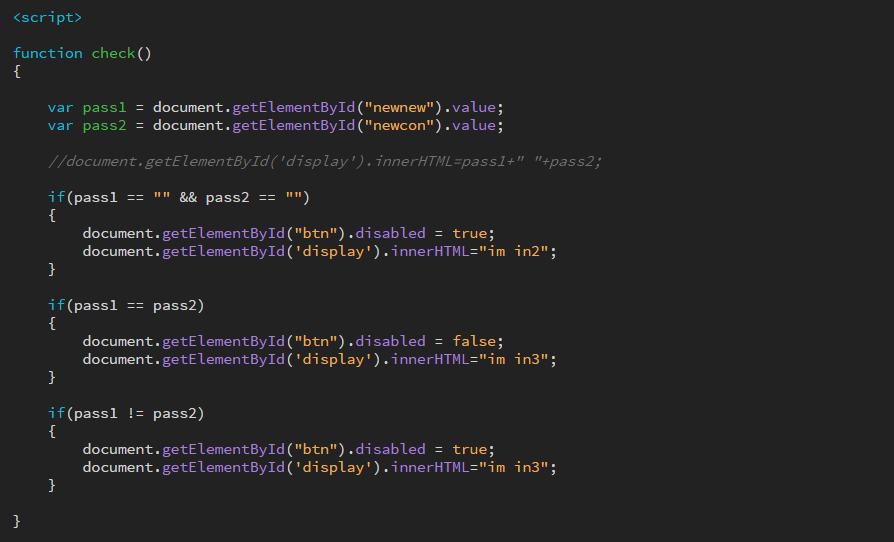 <script>
function check()
{
var pass1 = document.getElementById("newnew").value;
var pass2 = document.getElementById("newcon").value;
//document.getElementById('display').innerHTML=pass1+" "+pass2;
if(pass1 == "" && pass2 == "")
{
document.getElementById("btn").disabled = true;
document.getElementById('display').innerHTML="im in2";
}
if(pass1 == pass2)
{
document.getElementById("btn").disabled = false;
document.getElementById('display').innerHTML="im in3";
}
if(pass1 != pass2)
{
document.getElementById("btn").disabled = true;
document.getElementById('display').innerHTML="im in3";
}
}